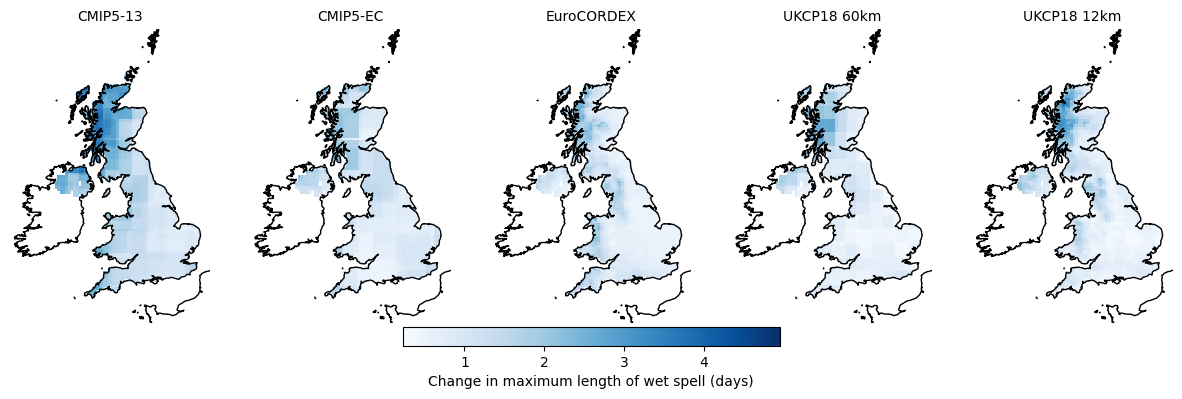 CMIP5-13 CMIP5-EC EuroCORDEX UKCP18 60km UKCP18 12km
1 2 3 4
Change in maximum length of wet spell (days)